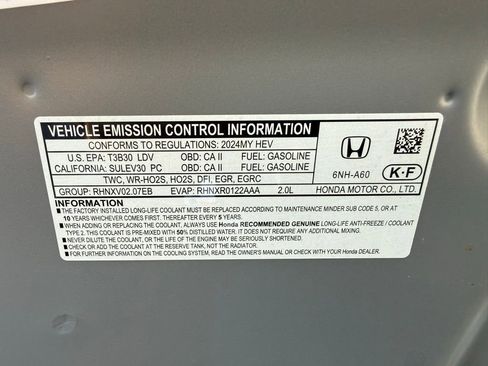 VEHICLE EMISSION CONTROL INFORMATION
CONFORMS TO REGULATIONS: 2024MY HEV
U.S. EPA: T3B30 LDV OBD: CA II FUEL: GASOLINE
CALIFORNIA: SULEV30 PC OBD: CA II FUEL: GASOLINE
TWC, WR-HO2S, HO2S, DFI, EGR, EGRC
GROUP: RHNXV02.07EB EVAP: RHNXR0122AAA 2.0L
HONDA
6NH-A60 K-F
HONDA MOTOR CO., LTD.
INFORMATION
■ THE FACTORY INSTALLED LONG-LIFE COOLANT MUST BE REPLACED ACCORDING TO MAINTENANCE MINDER SUB CODE 5, OR AT
10 YEARS WHICHEVER COMES FIRST. THEREAFTER EVERY 5 YEARS.
■ WHEN ADDING OR REPLACING THE COOLANT, ALWAYS USE Honda RECOMMENDED GENUINE LONG-LIFE ANTI-FREEZE / COOLANT
TYPE 2. THIS COOLANT IS PRE-MIXED WITH 50% DISTILLED WATER. IT DOES NOT REQUIRE ANY ADDITIONAL MIXING.
■ NEVER DILUTE THE COOLANT, OR THE LIFE OF THE ENGINE MAY BE SERIOUSLY SHORTENED.
■ CHECK OR ADD THE COOLANT AT THE RESERVE TANK, NOT THE RADIATOR.
■ FOR FURTHER INFORMATION ON THE COOLING SYSTEM, READ THE OWNER'S MANUAL OR CHECK WITH YOUR Honda DEALER.